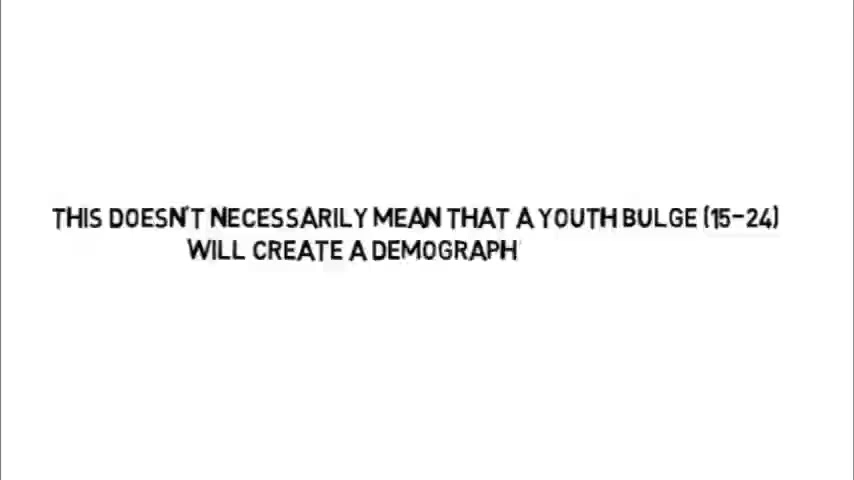 THIS DOESN'T NECESSARILY MEAN THAT A YOUTH BULGE (15-24)
WILL CREATE A DEMOGRAPH